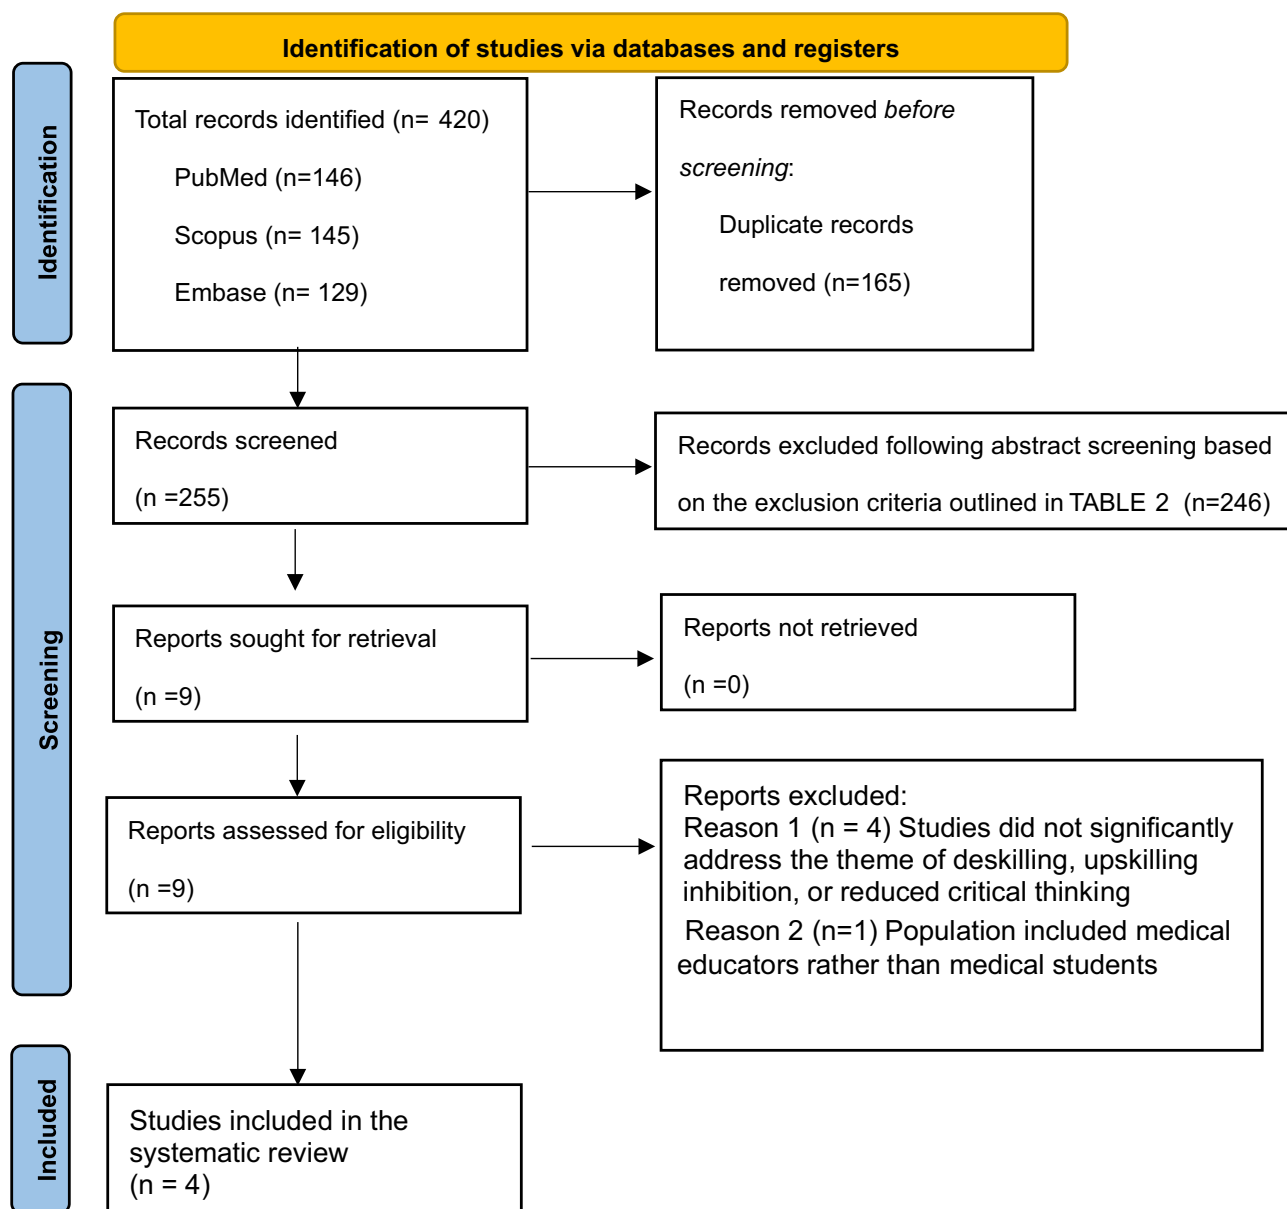 Identification of studies via databases and registers
Identification
Total records identified (n= 420)
PubMed (n=146)
Scopus (n= 145)
Embase (n= 129)
Records removed before
screening:
Duplicate records
removed (n=165)
Screening
Records screened
(n =255)
Records excluded following abstract screening based
on the exclusion criteria outlined in TABLE 2  (n=246)
Reports sought for retrieval
(n =9)
Reports not retrieved
(n =0)
Reports assessed for eligibility
(n =9)
Reports excluded:
Reason 1 (n = 4) Studies did not significantly
address the theme of deskilling, upskilling
inhibition, or reduced critical thinking
Reason 2 (n=1) Population included medical
educators rather than medical students
Included
Studies included in the
systematic review
(n = 4)